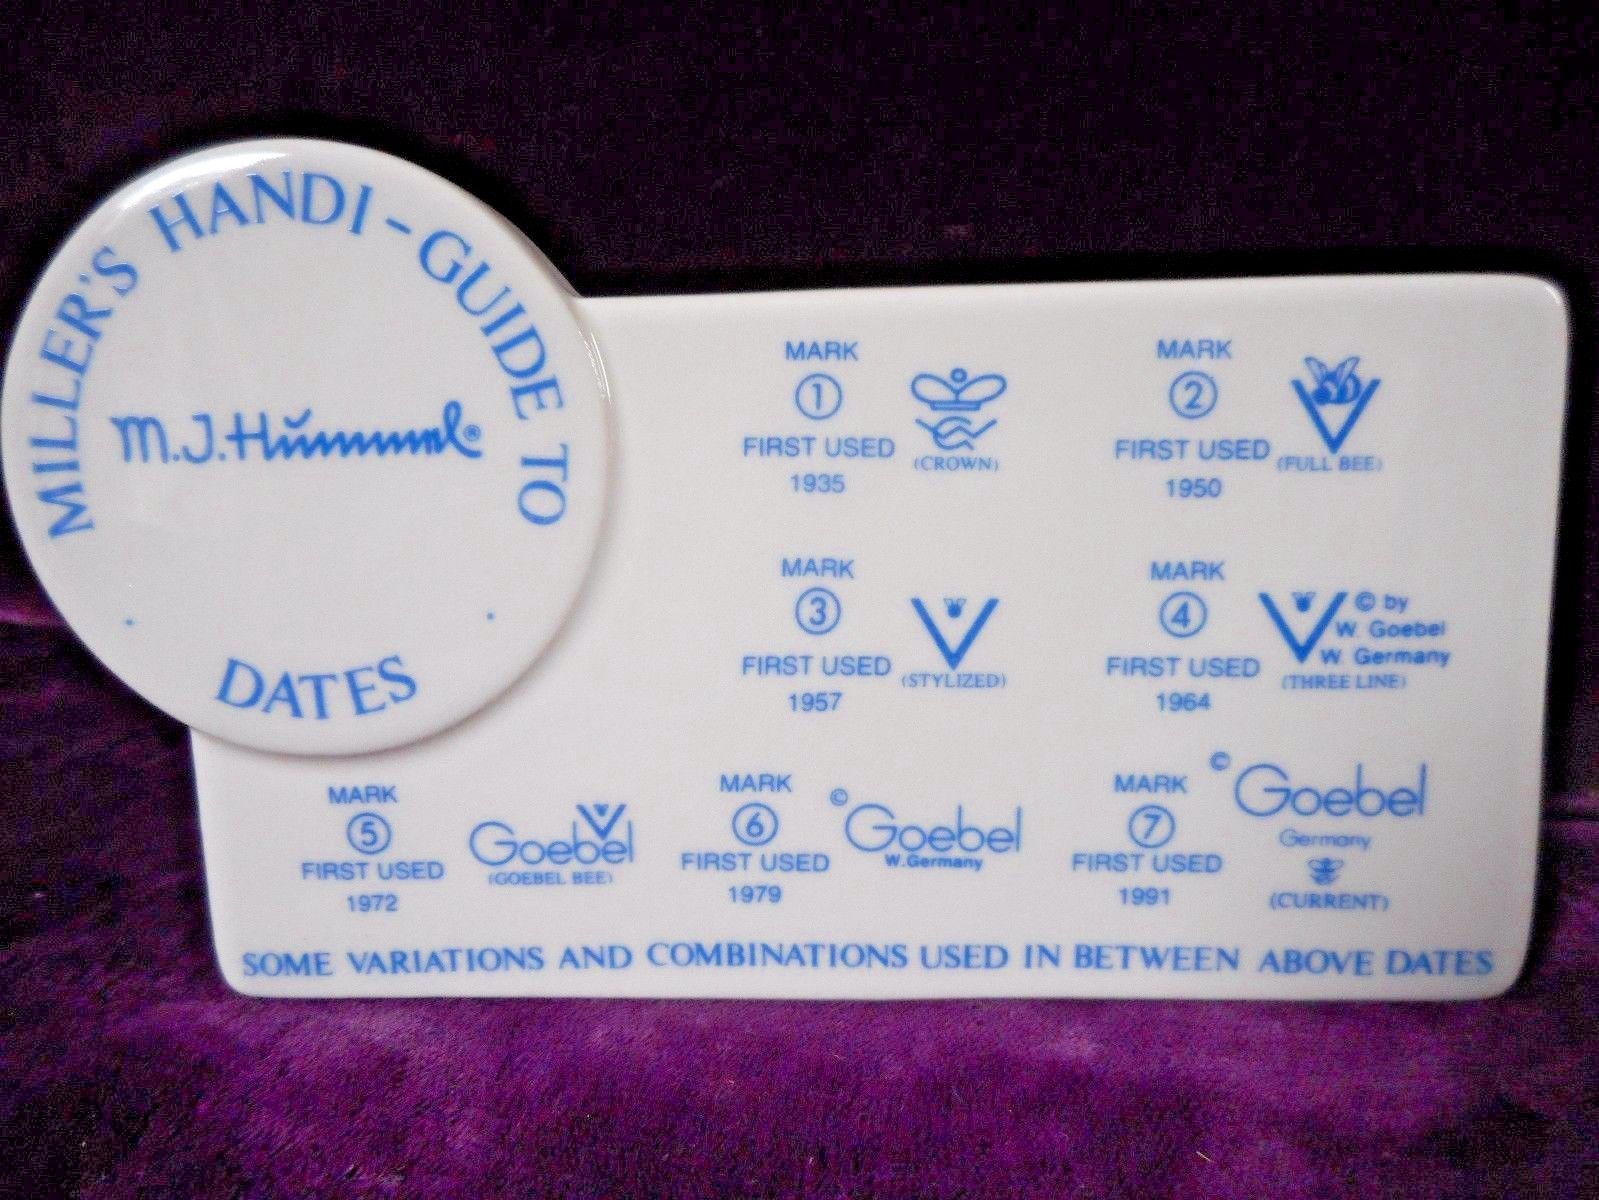 MILLER'S HANDI-GUIDE TO
M.J.Hümmel®
DATES
MARK
1
FIRST USED
1935
(CROWN)
MARK
2
FIRST USED
1950
(FULL BEE)
MARK
3
FIRST USED
1957
(STYLIZED)
MARK
4
FIRST USED
1964
© by
W. Goebel
W. Germany
(THREE LINE)
MARK
5
FIRST USED
1972
Goebel
(GOEBEL BEE)
MARK
6
FIRST USED
1979
© Goebel
W. Germany
MARK
7
FIRST USED
1991
© Goebel
Germany
(CURRENT)
SOME VARIATIONS AND COMBINATIONS USED IN BETWEEN ABOVE DATES